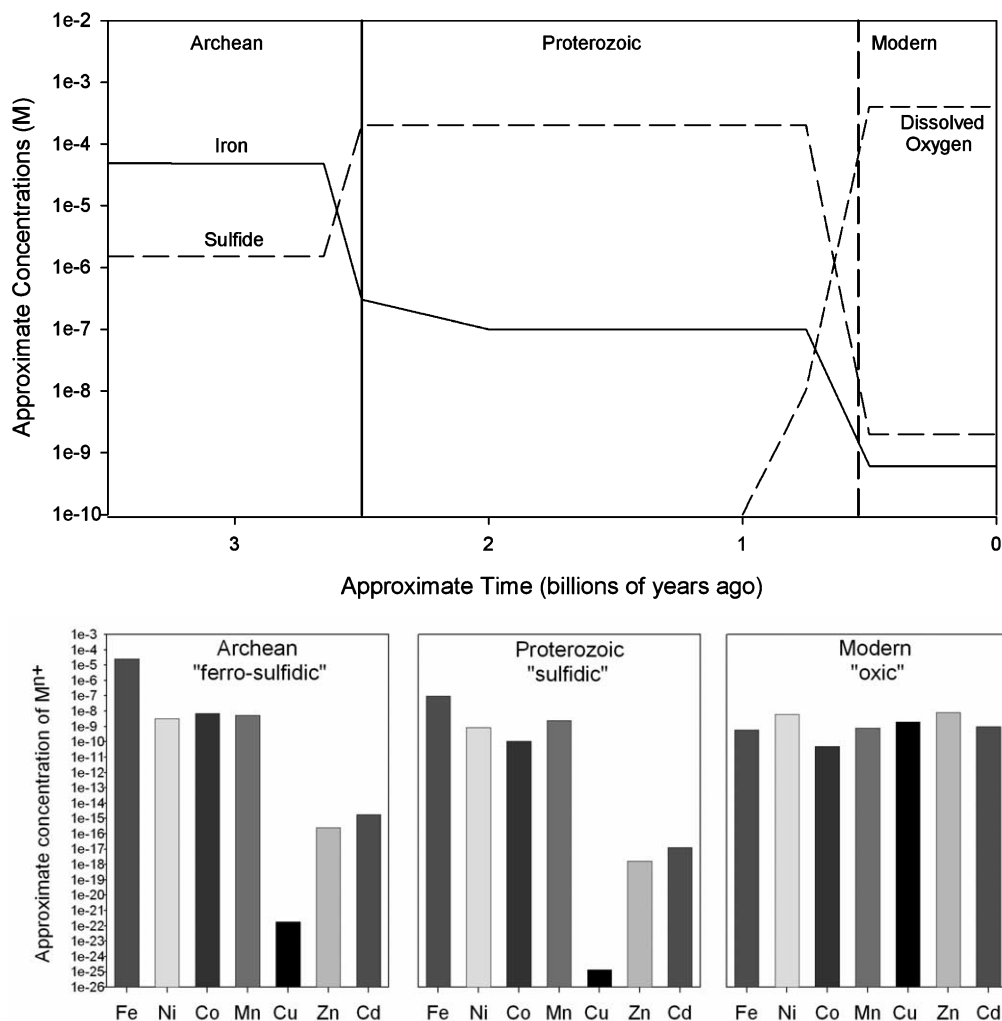 1e-2
Archean Proterozoic Modern
1e-3
Dissolved
Oxygen
1e-4
Iron
1e-5
Sulfide
1e-6
1e-7
1e-8
1e-9
1e-10
Approximate Concentrations (M)
3 2 1 0
Approximate Time (billions of years ago)
Approximate concentration of Mn+
1e-3
1e-4
1e-5
1e-6
1e-7
1e-8
1e-9
1e-10
1e-11
1e-12
1e-13
1e-14
1e-15
1e-16
1e-17
1e-18
1e-19
1e-20
1e-21
1e-22
1e-23
1e-24
1e-25
1e-26
Archean
"ferro-sulfidic"
Fe Ni Co Mn Cu Zn Cd
Proterozoic
"sulfidic"
Fe Ni Co Mn Cu Zn Cd
Modern
"oxic"
Fe Ni Co Mn Cu Zn Cd